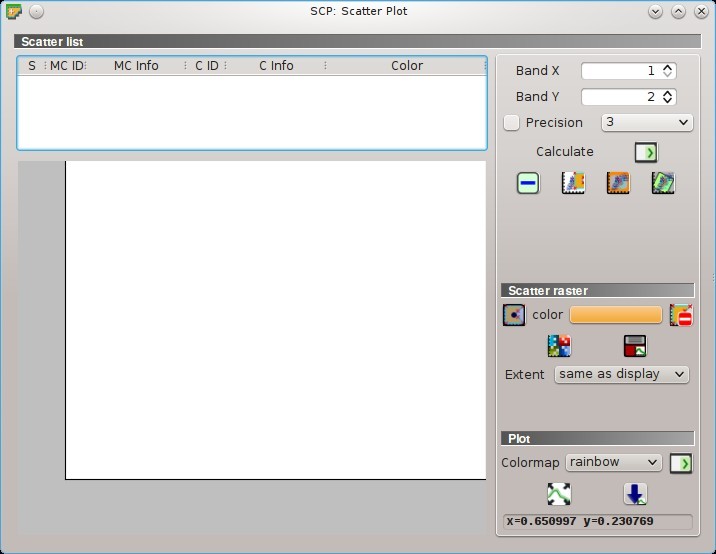 SCP: Scatter Plot
Scatter list
S MC ID MC Info C ID C Info Color
Band X 1
Band Y 2
Precision 3
Calculate
Scatter raster
color
Extent same as display
Plot
Colormap rainbow
x=0.650997 y=0.230769